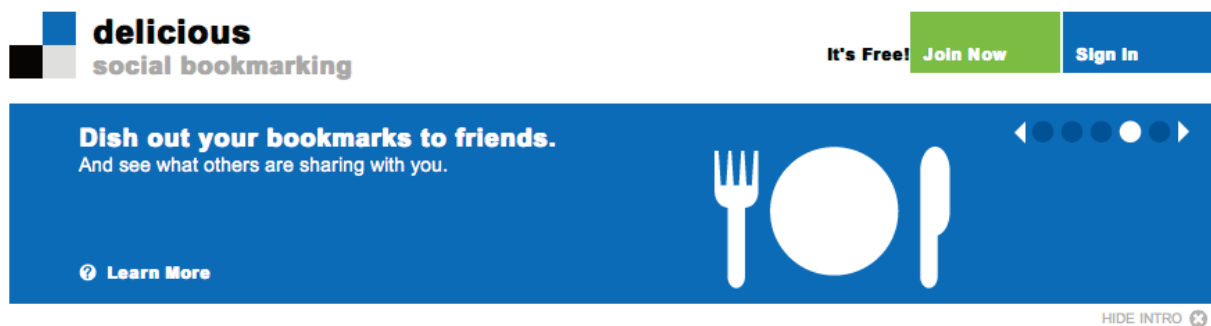 delicious
social bookmarking
It's Free! Join Now Sign In
Dish out your bookmarks to friends.
And see what others are sharing with you.
? Learn More
HIDE INTRO